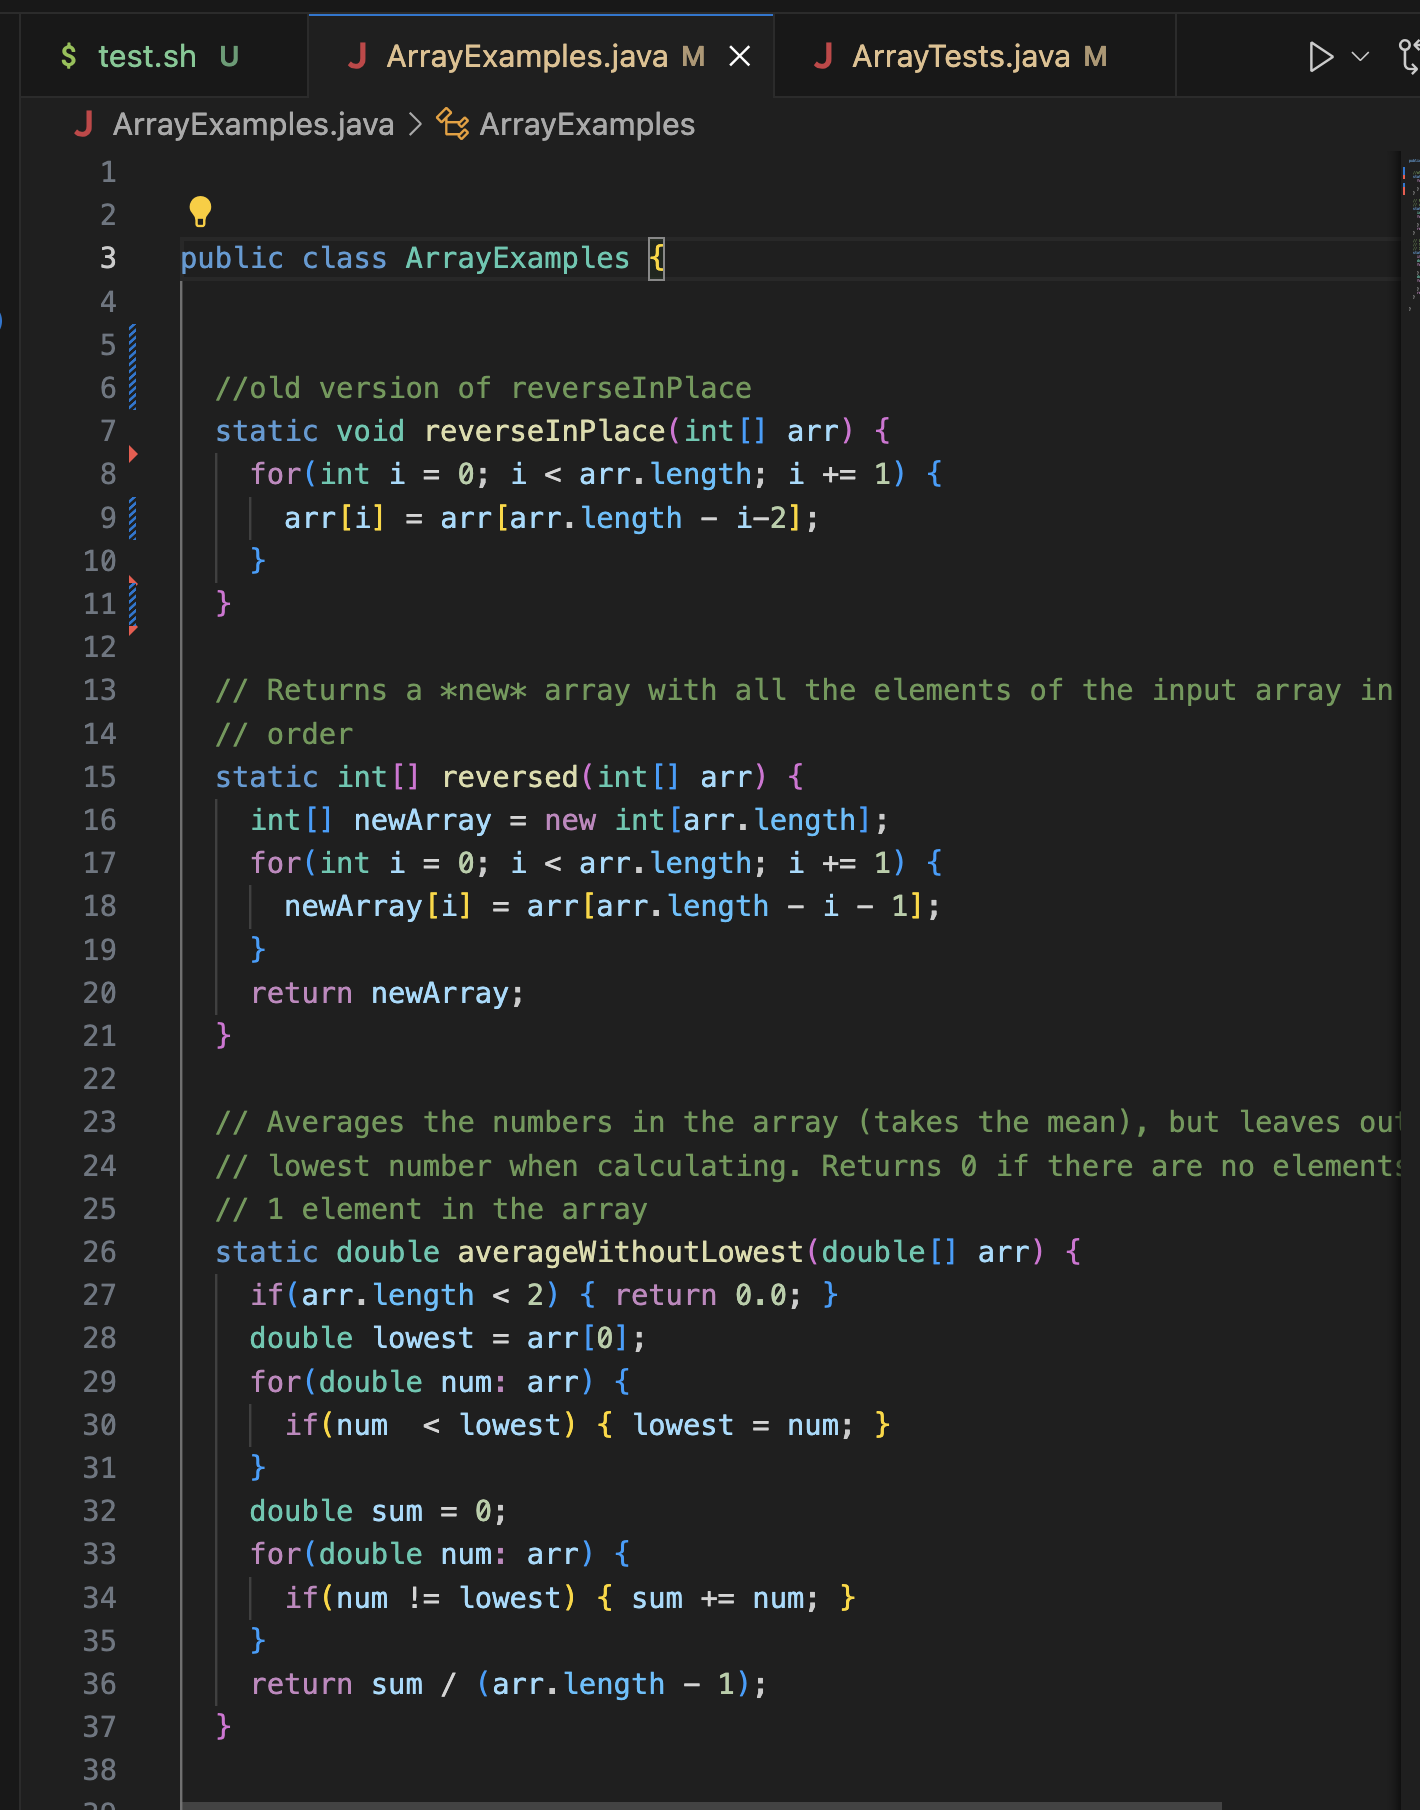 $ test.sh U J ArrayExamples.java M × J ArrayTests.java M
J ArrayExamples.java > ArrayExamples
1
2
3 public class ArrayExamples {
4
5
6 //old version of reverseInPlace
7 static void reverseInPlace(int[] arr) {
8 for(int i = 0; i < arr.length; i += 1) {
9 arr[i] = arr[arr.length - i-2];
10 }
11 }
12
13 // Returns a *new* array with all the elements of the input array in
14 // order
15 static int[] reversed(int[] arr) {
16 int[] newArray = new int[arr.length];
17 for(int i = 0; i < arr.length; i += 1) {
18 newArray[i] = arr[arr.length - i - 1];
19 }
20 return newArray;
21 }
22
23 // Averages the numbers in the array (takes the mean), but leaves out
24 // lowest number when calculating. Returns 0 if there are no elements
25 // 1 element in the array
26 static double averageWithoutLowest(double[] arr) {
27 if(arr.length < 2) { return 0.0; }
28 double lowest = arr[0];
29 for(double num: arr) {
30 if(num  < lowest) { lowest = num; }
31 }
32 double sum = 0;
33 for(double num: arr) {
34 if(num != lowest) { sum += num; }
35 }
36 return sum / (arr.length - 1);
37 }
38